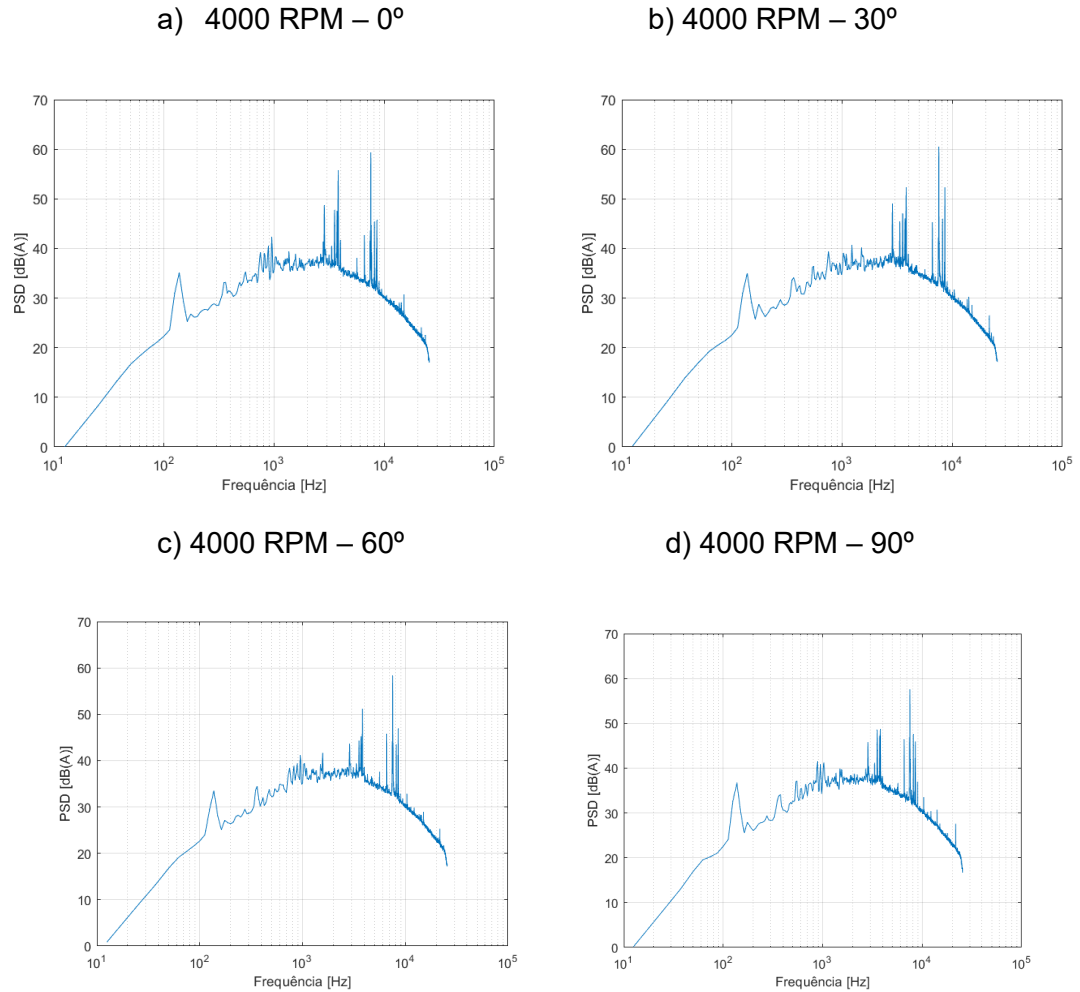 a) 4000 RPM – 0º
b) 4000 RPM – 30º
70
60
50
40
30
20
10
0
PSD [dB(A)]
10¹ 10² 10³ 10⁴ 10⁵
Frequência [Hz]
70
60
50
40
30
20
10
0
PSD [dB(A)]
10¹ 10² 10³ 10⁴ 10⁵
Frequência [Hz]
c) 4000 RPM – 60º
d) 4000 RPM – 90º
70
60
50
40
30
20
10
0
PSD [dB(A)]
10¹ 10² 10³ 10⁴ 10⁵
Frequência [Hz]
70
60
50
40
30
20
10
0
PSD [dB(A)]
10¹ 10² 10³ 10⁴ 10⁵
Frequência [Hz]